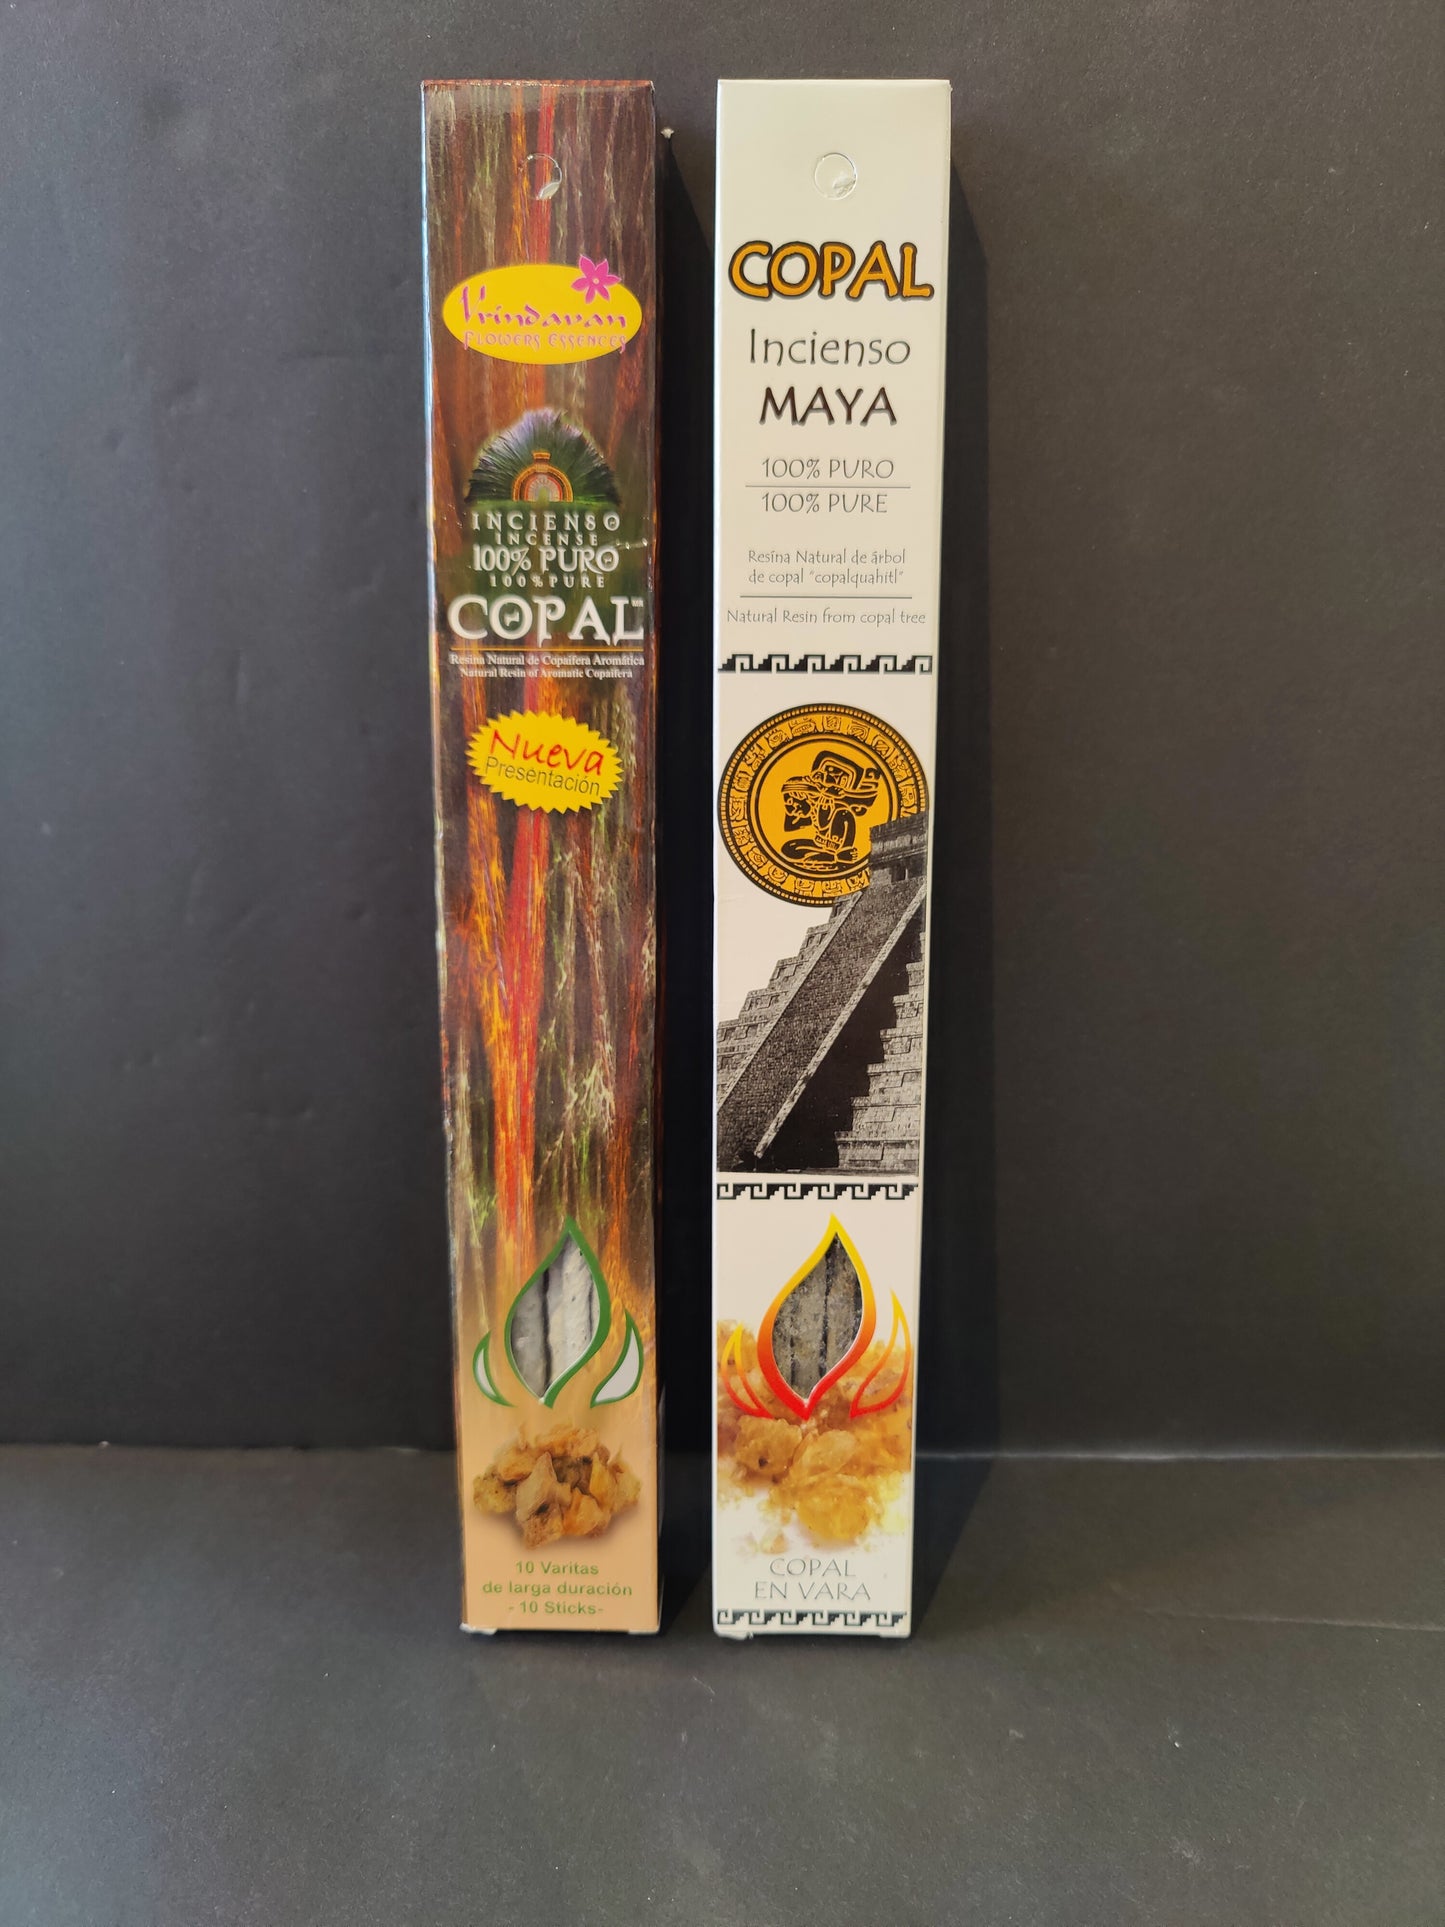 Vrindavan
FLOWERS ESSENCES
INCIENSO
INCENSE
100% PURO
100% PURE
COPAL
Resina Natural de Copaifera Aromática
Natural Resin of Aromatic Copaifera
Nueva
Presentación
10 Varitas
de larga duración
- 10 Sticks-
COPAL
Incienso
MAYA
100% PURO
100% PURE
Resína Natural de árbol
de copal "copalquahitl"
Natural Resin from copal tree
COPAL
EN VARA